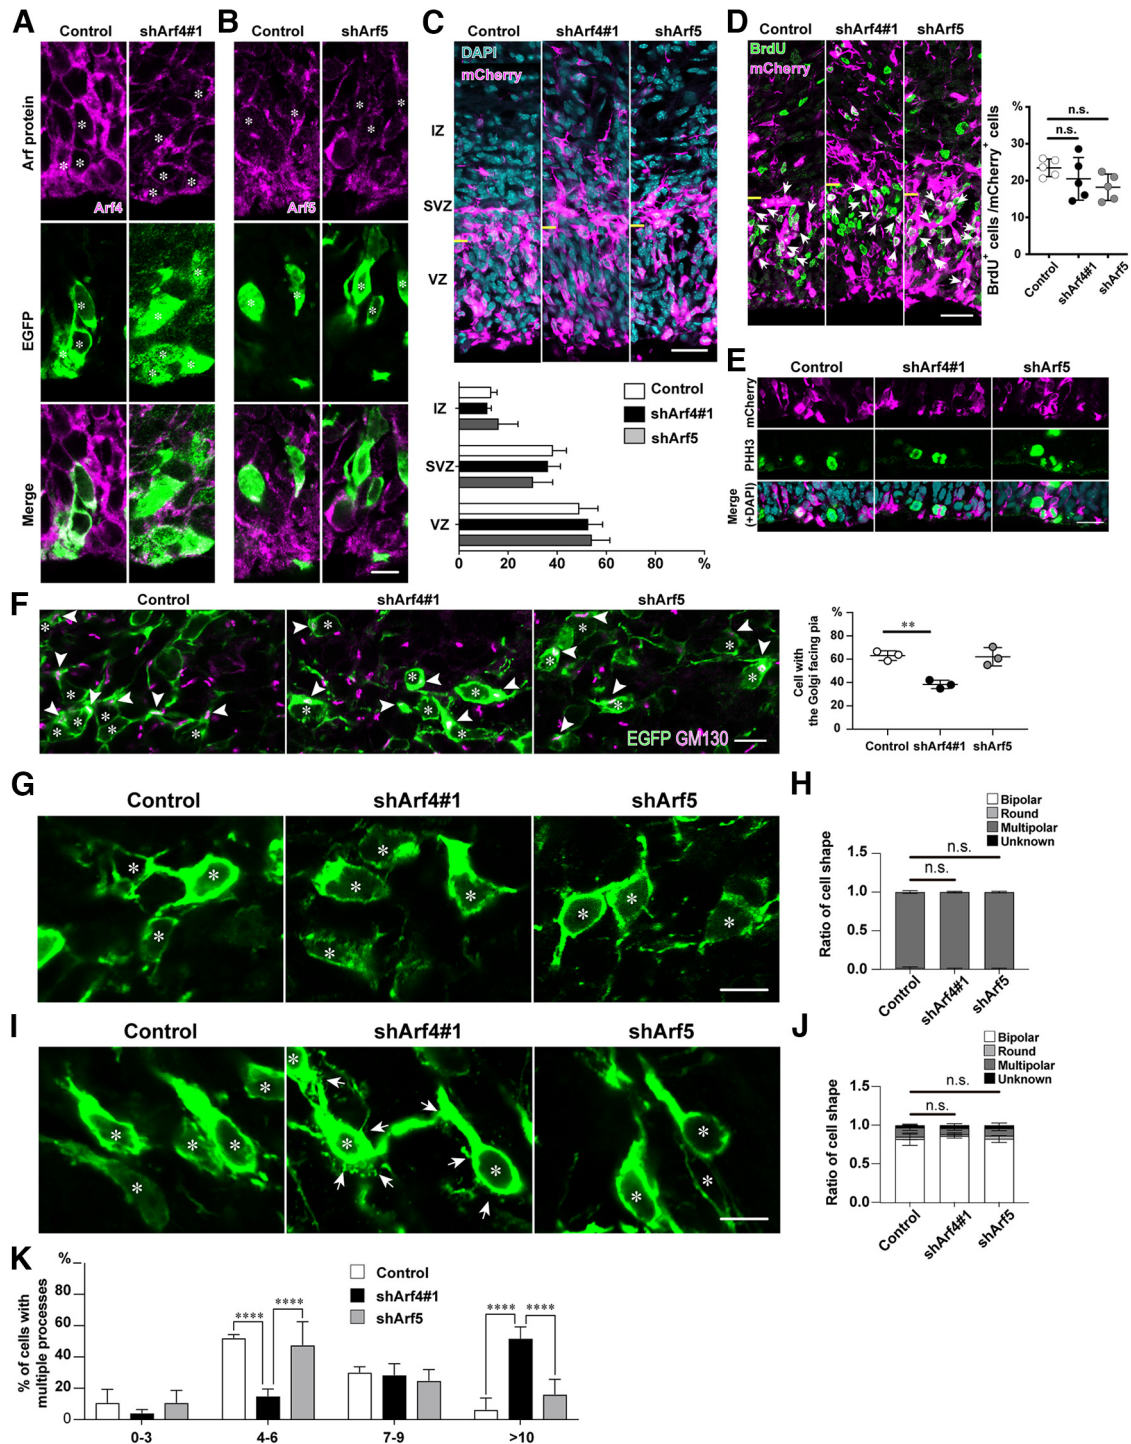 A
Control
shArf4#1
Arf protein
Arf4
EGFP
Merge
B
Control
shArf5
Arf5
C
Control
shArf4#1
shArf5
DAPI
mCherry
IZ
SVZ
VZ
Control
shArf4#1
shArf5
IZ
SVZ
VZ
0
20
40
60
80
%
D
Control
shArf4#1
shArf5
BrdU
mCherry
%
n.s.
n.s.
30
20
10
0
BrdU+ cells /mCherry+ cells
Control
shArf4#1
shArf5
E
Control
shArf4#1
shArf5
mCherry
PHH3
Merge
(+DAPI)
F
Control
shArf4#1
shArf5
EGFP GM130
%
**
80
60
40
20
0
Cell with
the Golgi facing pia
Control
shArf4#1
shArf5
G
Control
shArf4#1
shArf5
H
Bipolar
Round
Multipolar
Unknown
n.s.
n.s.
1.5
1.0
0.5
0.0
Ratio of cell shape
Control
shArf4#1
shArf5
I
Control
shArf4#1
shArf5
J
Bipolar
Round
Multipolar
Unknown
n.s.
n.s.
1.5
1.0
0.5
0.0
Ratio of cell shape
Control
shArf4#1
shArf5
K
%
80
60
40
20
0
% of cells with
multiple processes
Control
shArf4#1
shArf5
****
****
****
****
0-3
4-6
7-9
>10